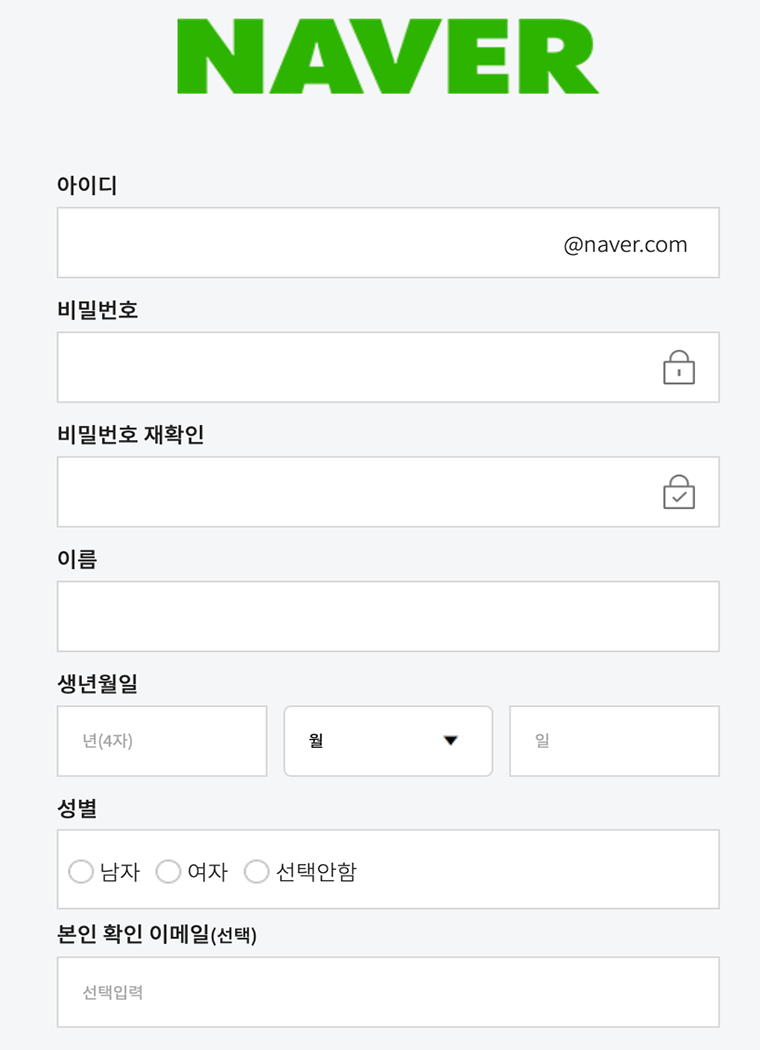 NAVER
아이디
@naver.com
비밀번호
비밀번호 재확인
이름
생년월일
년(4자) 월 일
성별
남자 여자 선택안함
본인 확인 이메일(선택)
선택입력